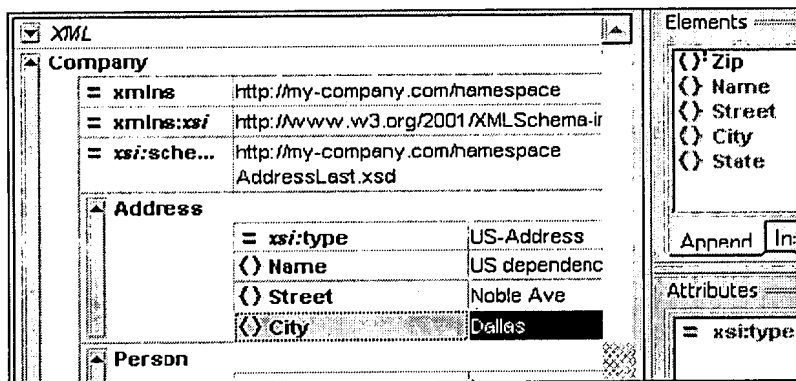 XML
Company
= xmlns http://my-company.com/namespace
= xmlns:xsi http://www.w3.org/2001/XMLSchema-in
= xsi:sche... http://my-company.com/namespace
AddressLast.xsd
Address
= xsi:type US-Address
() Name US dependenc
() Street Noble Ave
() City Dallas
Person
Elements
()! Zip
() Name
() Street
() City
() State
Append Ins
Attributes
= xsi:type